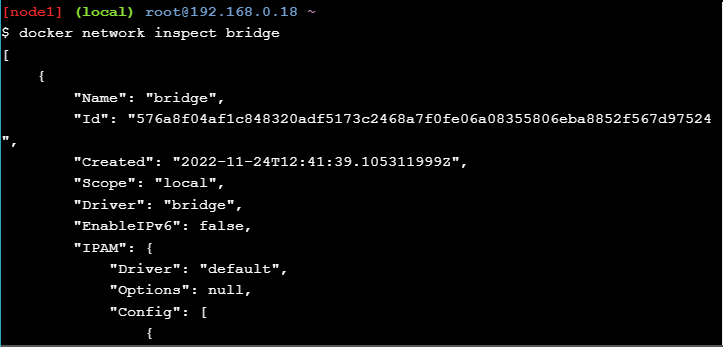 [node1] (local) root@192.168.0.18 ~
$ docker network inspect bridge
[
    {
        "Name": "bridge",
        "Id": "576a8f04af1c848320adf5173c2468a7f0fe06a08355806eba8852f567d97524
",
        "Created": "2022-11-24T12:41:39.105311999Z",
        "Scope": "local",
        "Driver": "bridge",
        "EnableIPv6": false,
        "IPAM": {
            "Driver": "default",
            "Options": null,
            "Config": [
                {